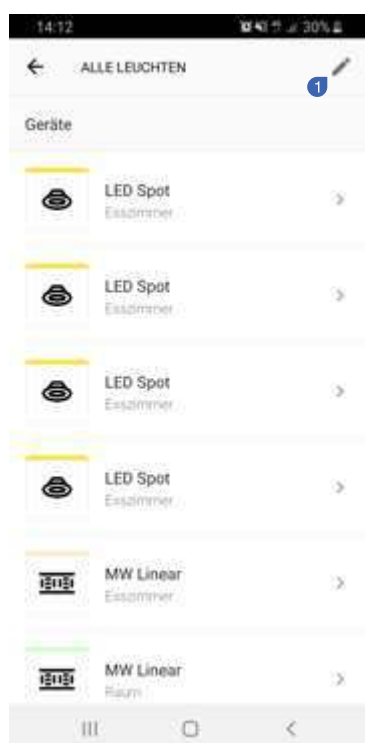 14:12 30%
ALLE LEUCHTEN
1
Geräte
LED Spot
Esszimmer
LED Spot
Esszimmer
LED Spot
Esszimmer
LED Spot
Esszimmer
MW Linear
Esszimmer
MW Linear
Raum